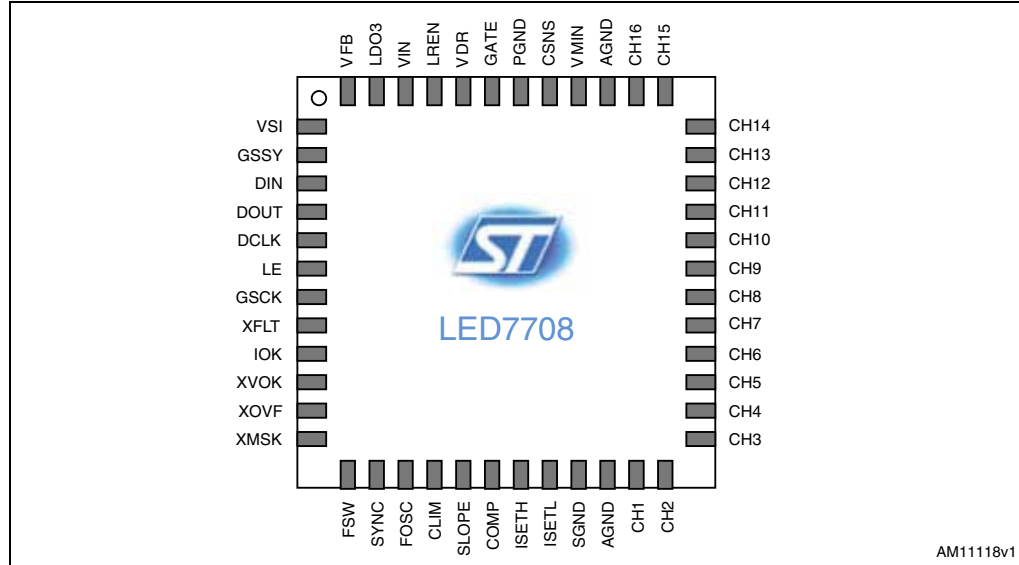 VFB LDO3 VIN LREN VDR GATE PGND CSNS VMIN AGND CH16 CH15
VSI
GSSY
DIN
DOUT
DCLK
LE
GSCK
XFLT
IOK
XVOK
XOVF
XMSK
ST
LED7708
CH14
CH13
CH12
CH11
CH10
CH9
CH8
CH7
CH6
CH5
CH4
CH3
FSW SYNC FOSC CLIM SLOPE COMP ISETH ISETL SGND AGND CH1 CH2
AM11118v1